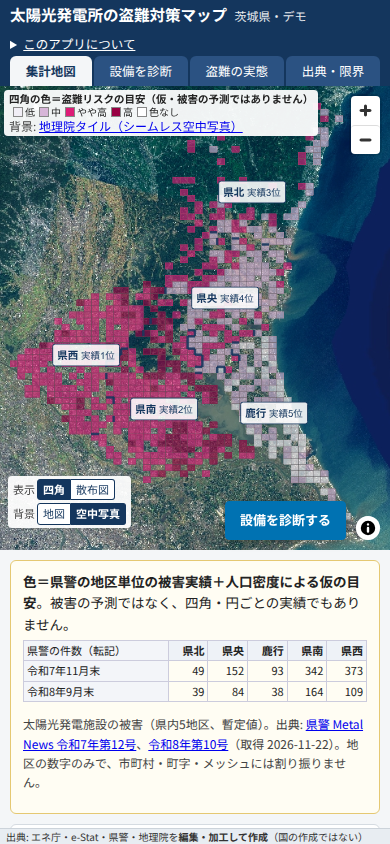 太陽光発電所の盗難対策マップ 茨城県・デモ
▶ このアプリについて
集計地図 設備を診断 盗難の実態 出典・限界
四角の色＝盗難リスクの目安（仮・被害の予測ではありません）
低 中 やや高 高 色なし
背景: 地理院タイル（シームレス空中写真）
+
−
県北 実績3位
県央 実績4位
県西 実績1位
県南 実績2位
鹿行 実績5位
表示 四角 散布図
背景 地図 空中写真
設備を診断する
色＝県警の地区単位の被害実績＋人口密度による仮の目
安。被害の予測ではなく、四角・円ごとの実績でもあり
ません。
県警の件数（転記） 県北 県央 鹿行 県南 県西
令和7年11月末 49 152 93 342 373
令和8年9月末 39 84 38 164 109
太陽光発電施設の被害（県内5地区、暫定値）。出典: 県警 Metal
News 令和7年第12号、令和8年第10号（取得 2026-11-22）。地
区の数字のみで、市町村・町字・メッシュには割り振りませ
ん。
出典: エネ庁・e-Stat・県警・地理院を編集・加工して作成（国の作成ではない）